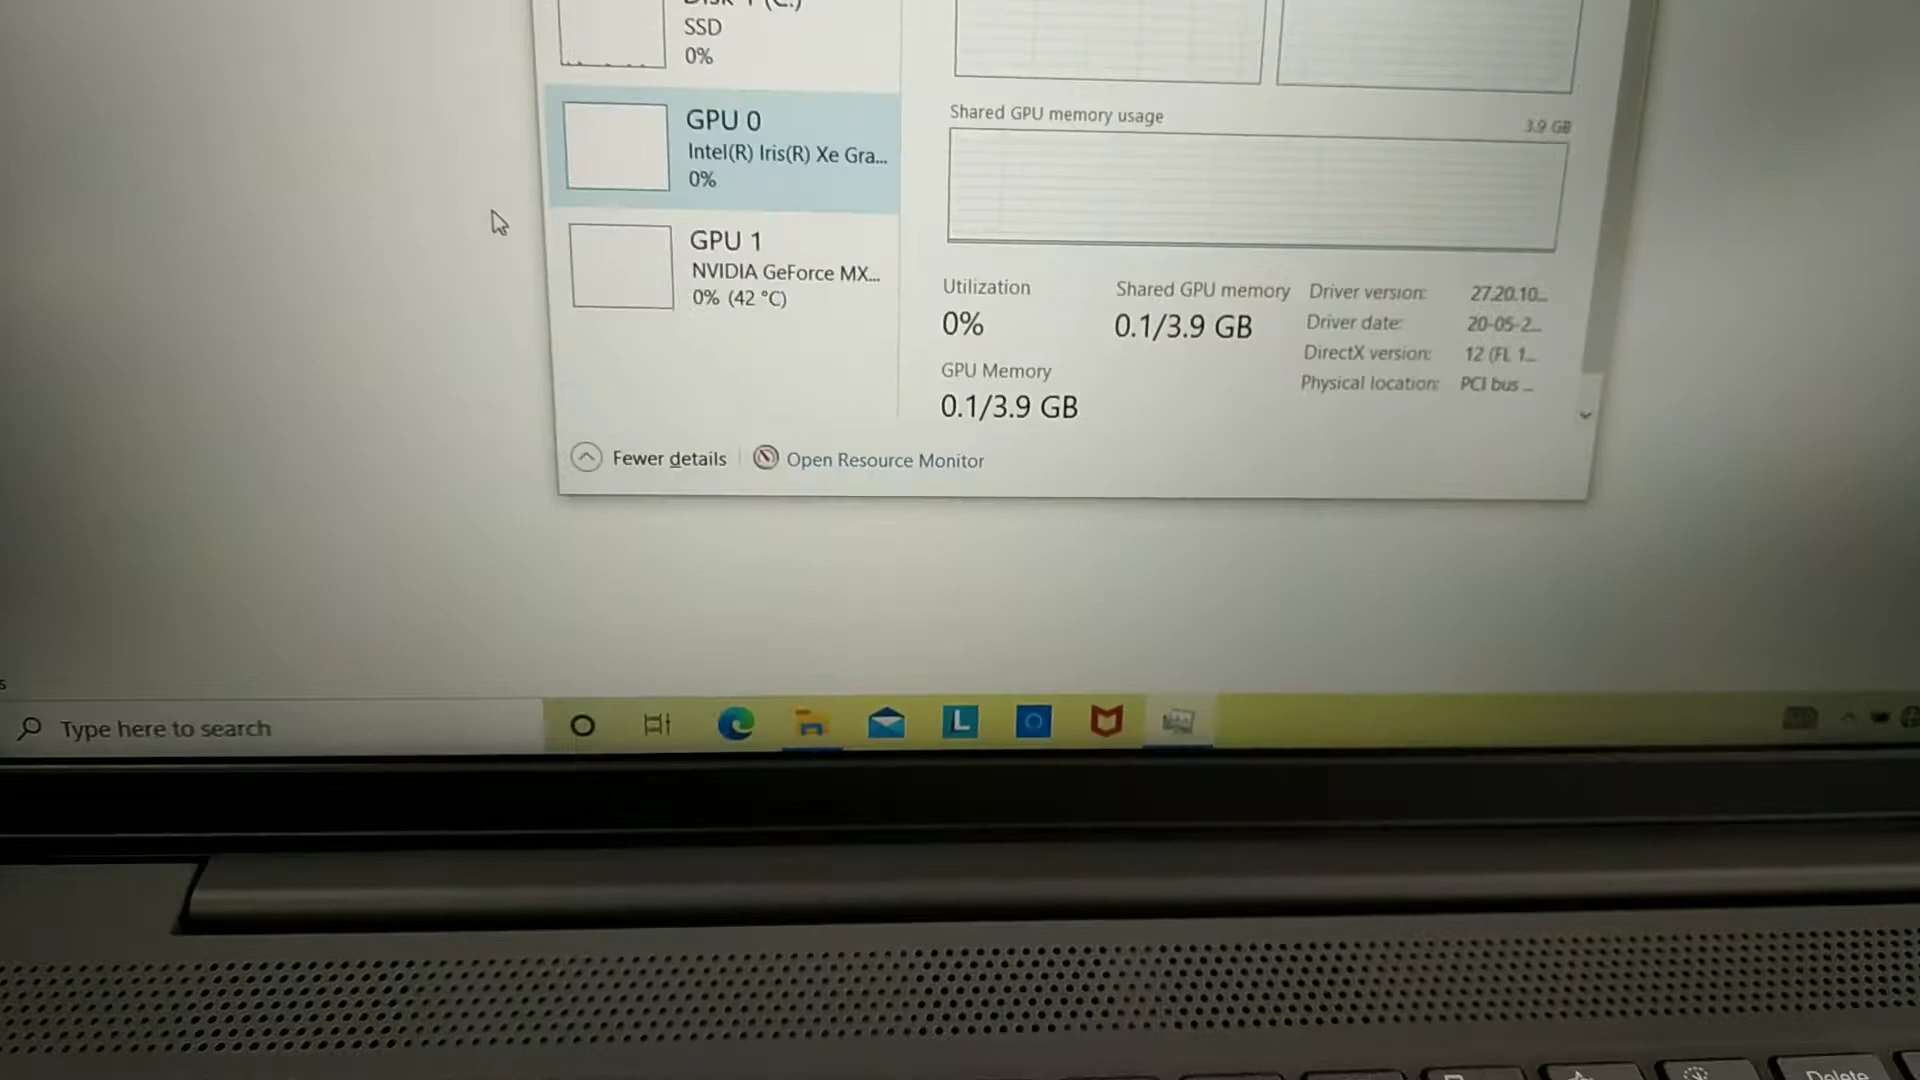 SSD
0%
GPU 0
Intel(R) Iris(R) Xe Gra...
0%
GPU 1
NVIDIA GeForce MX...
0% (42 °C)
Shared GPU memory usage
3.9 GB
Utilization
0%
Shared GPU memory
0.1/3.9 GB
GPU Memory
0.1/3.9 GB
Driver version: 27.20.10...
Driver date: 20-05-2...
DirectX version: 12 (FL 1...
Physical location: PCI bus ...
Fewer details
Open Resource Monitor
s
Type here to search
L
Delete